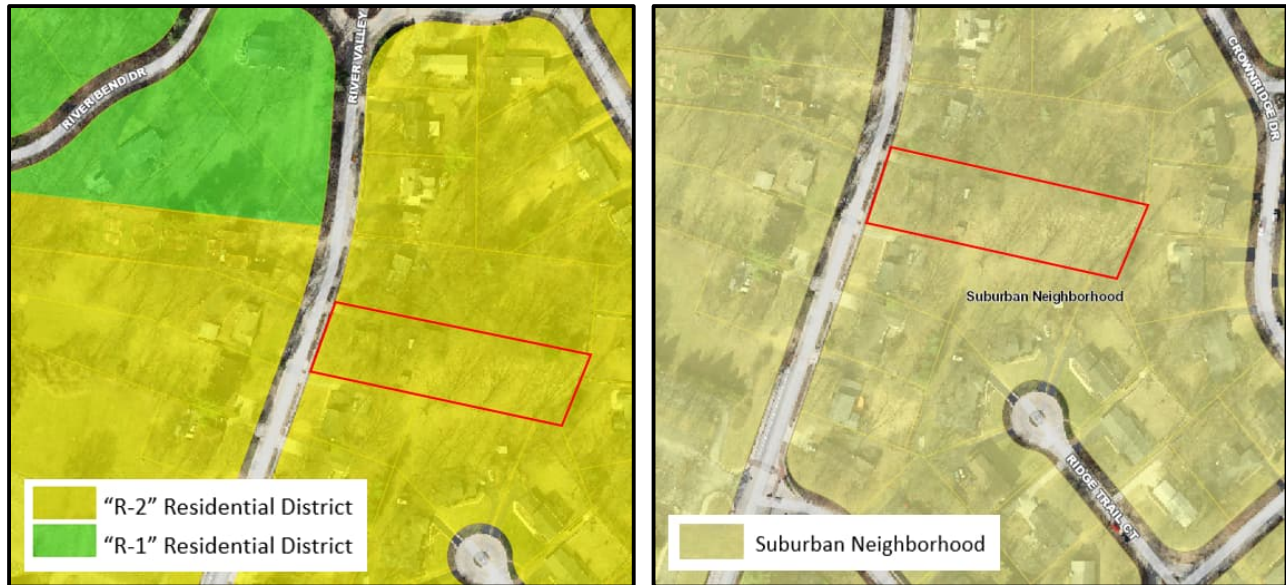 RIVER BEND DR
RIVER VALLEY
"R-2" Residential District
"R-1" Residential District
CROWNRIDGE DR
Suburban Neighborhood
RIDGE TRAIL CT
Suburban Neighborhood